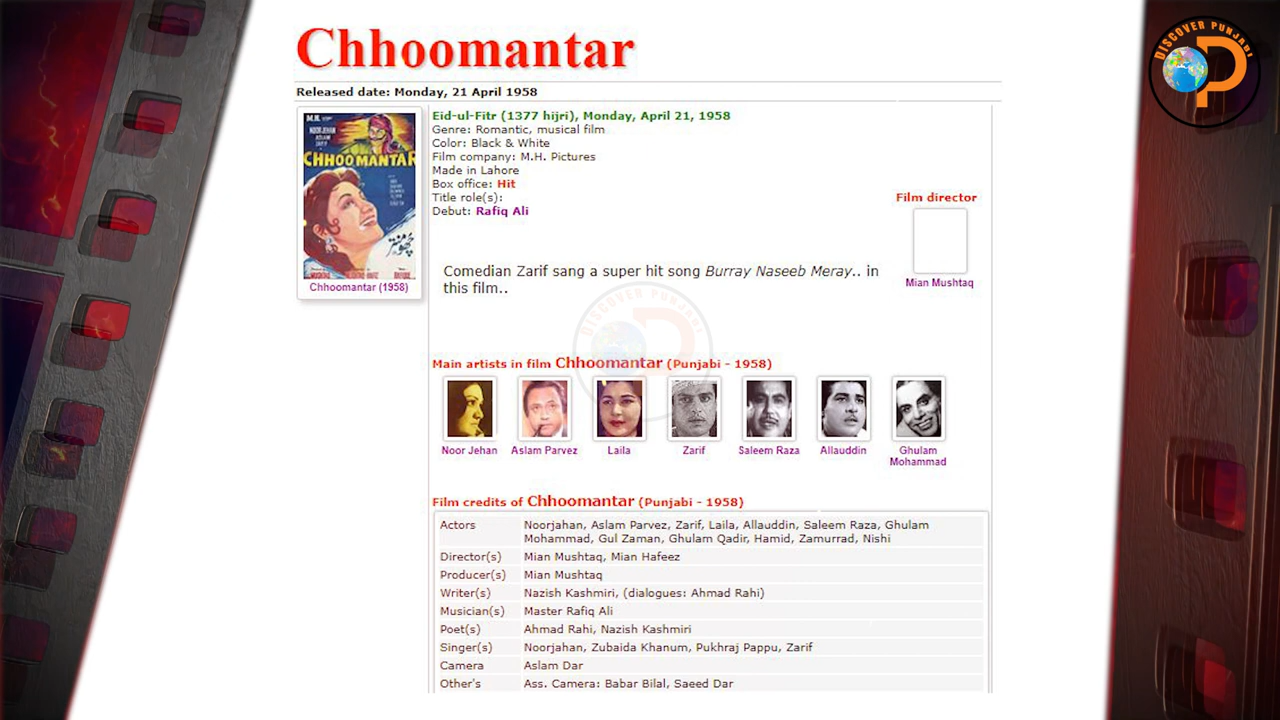 Chhoomantar
DISCOVER PUNJABI
Released date: Monday, 21 April 1958
Eid-ul-Fitr (1377 hijri), Monday, April 21, 1958
Genre: Romantic, musical film
Color: Black & White
Film company: M.H. Pictures
Made in Lahore
Box office: Hit
Title role(s):
Debut: Rafiq Ali
M.H.
NOOR JEHAN
CHHOOMANTAR
Chhoomantar (1958)
Film director
Mian Mushtaq
Comedian Zarif sang a super hit song Burray Naseeb Meray.. in
this film..
DISCOVER PUNJABI
Main artists in film Chhoomantar (Punjabi - 1958)
Noor Jehan Aslam Parvez Laila Zarif Saleem Raza Allauddin Ghulam
Mohammad
Film credits of Chhoomantar (Punjabi - 1958)
Actors Noorjahan, Aslam Parvez, Zarif, Laila, Allauddin, Saleem Raza, Ghulam
Mohammad, Gul Zaman, Ghulam Qadir, Hamid, Zamurrad, Nishi
Director(s) Mian Mushtaq, Mian Hafeez
Producer(s) Mian Mushtaq
Writer(s) Nazish Kashmiri, (dialogues: Ahmad Rahi)
Musician(s) Master Rafiq Ali
Poet(s) Ahmad Rahi, Nazish Kashmiri
Singer(s) Noorjahan, Zubaida Khanum, Pukhraj Pappu, Zarif
Camera Aslam Dar
Other's Ass. Camera: Babar Bilal, Saeed Dar